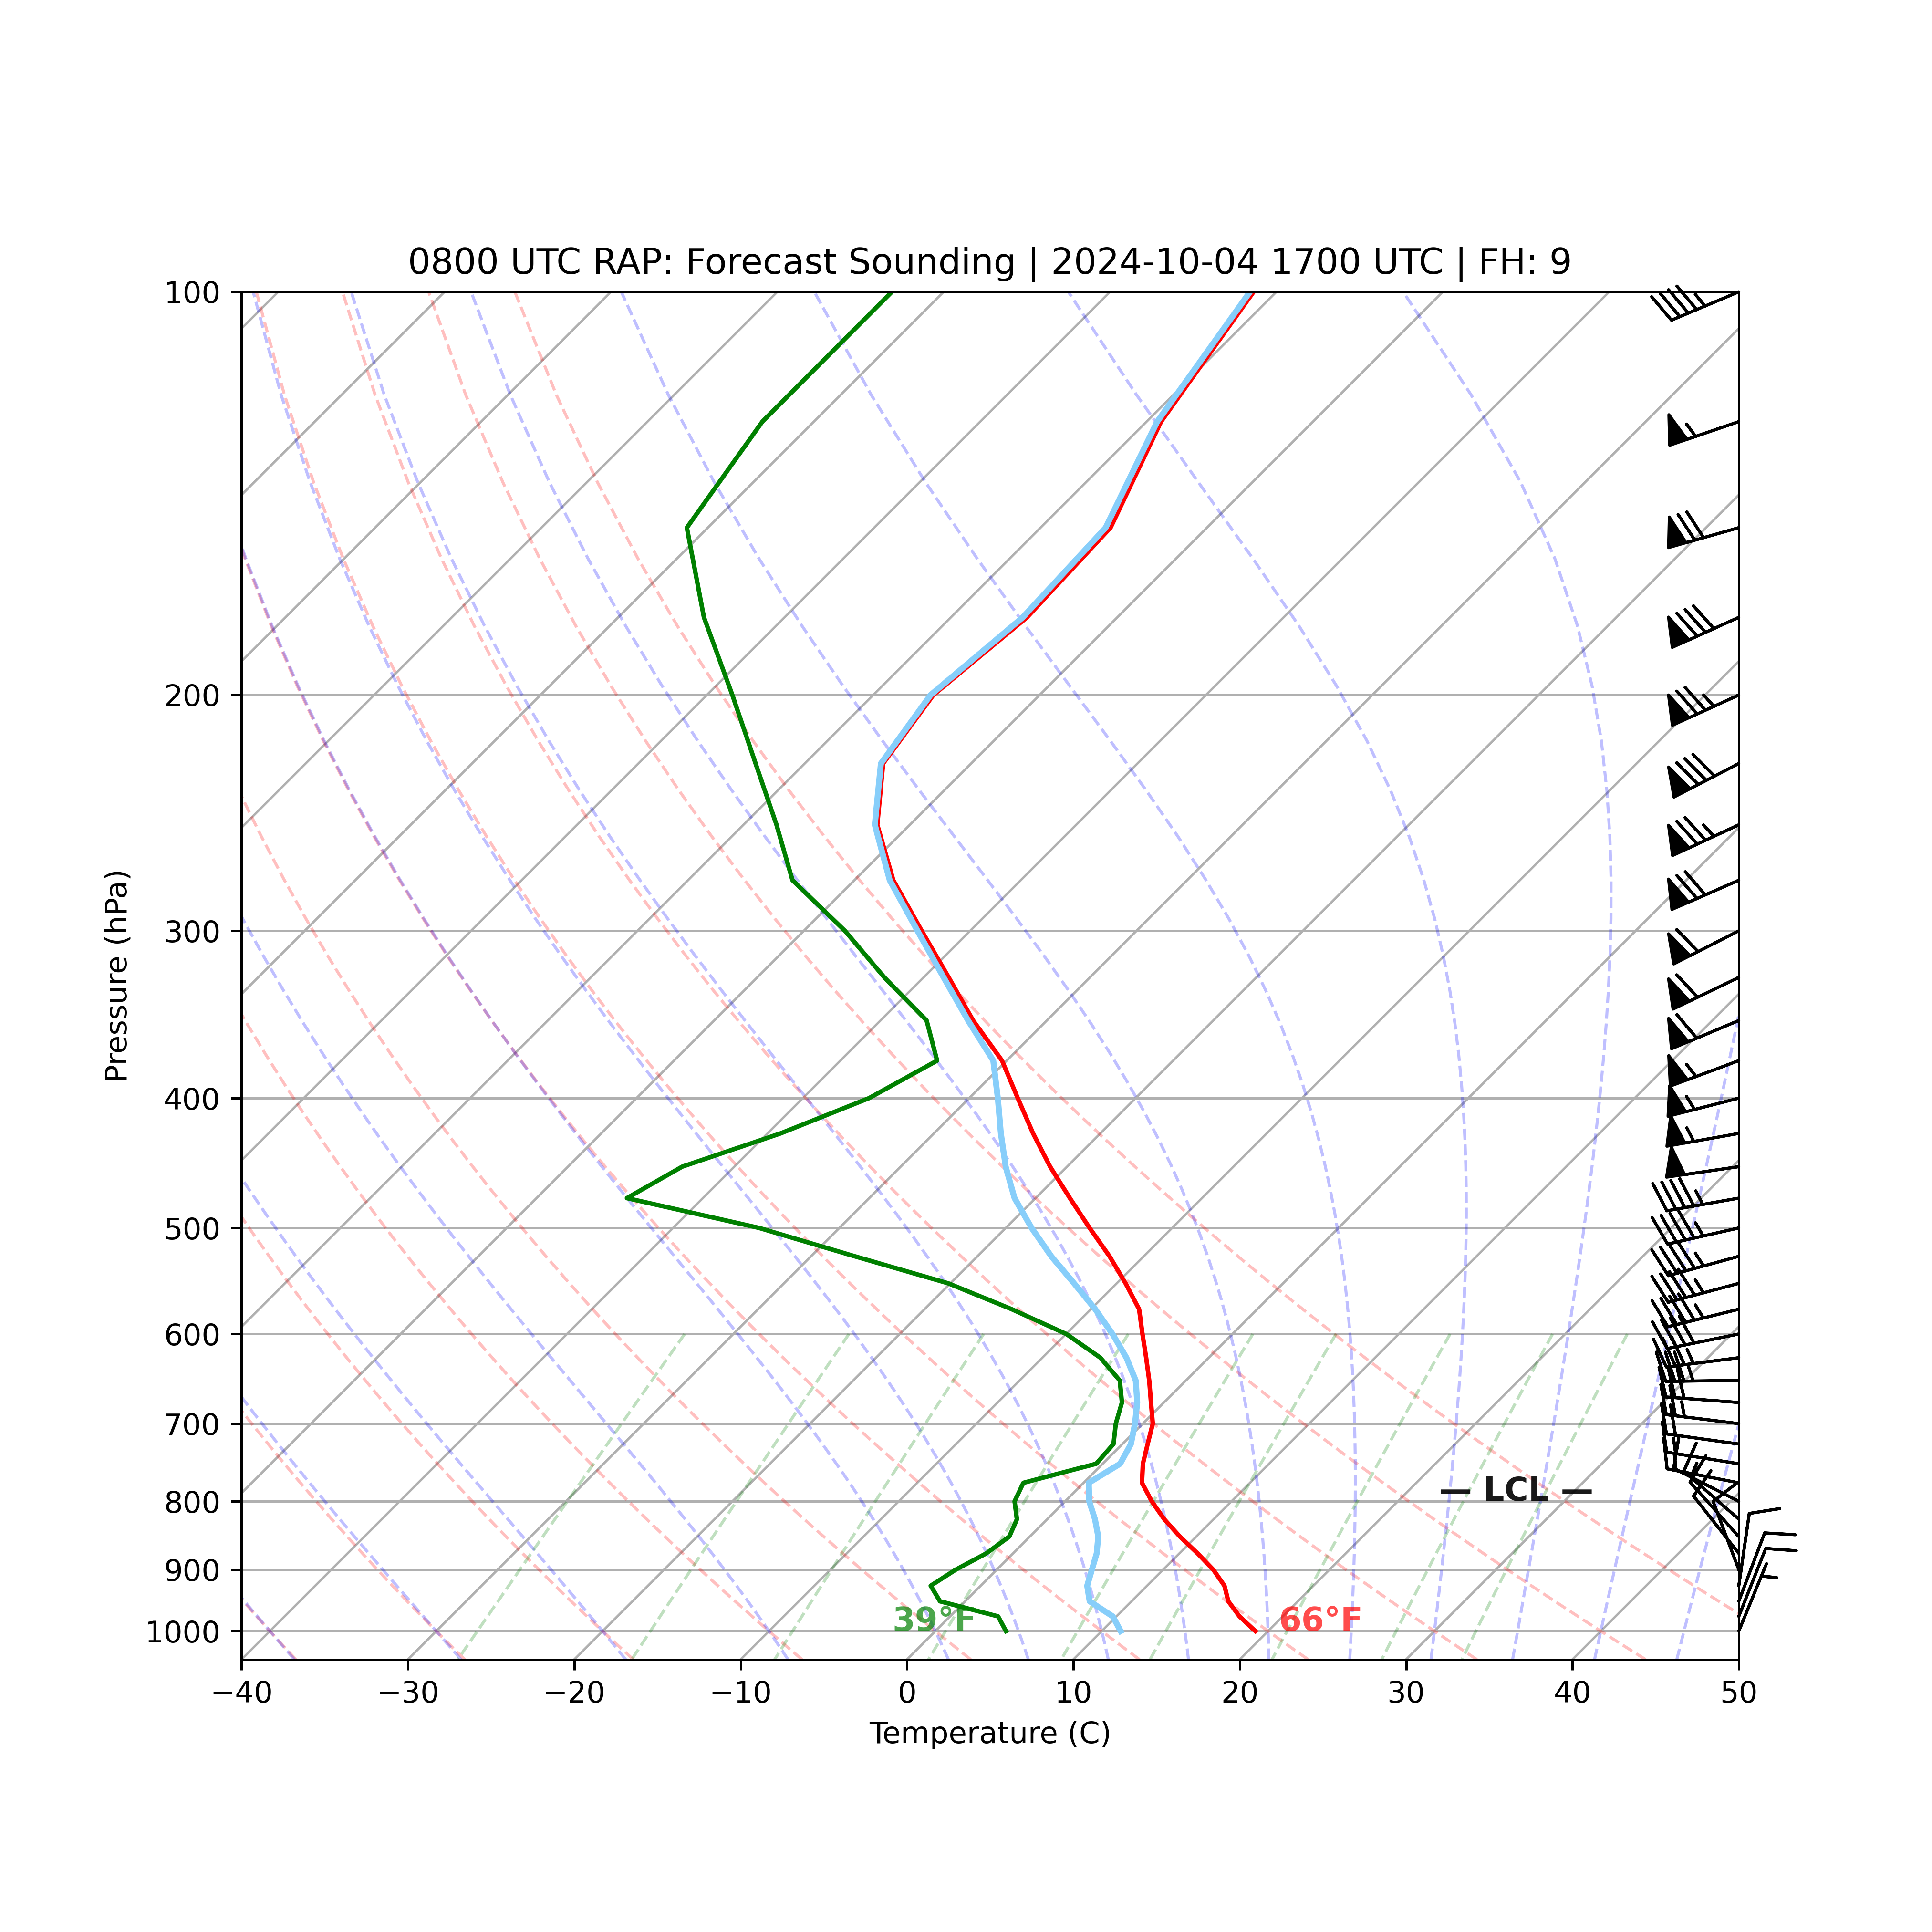 0800 UTC RAP: Forecast Sounding | 2024-10-04 1700 UTC | FH: 9
100
200
300
400
500
600
700
800
900
1000
Pressure (hPa)
— LCL —
39°F
66°F
−40 −30 −20 −10 0 10 20 30 40 50
Temperature (C)